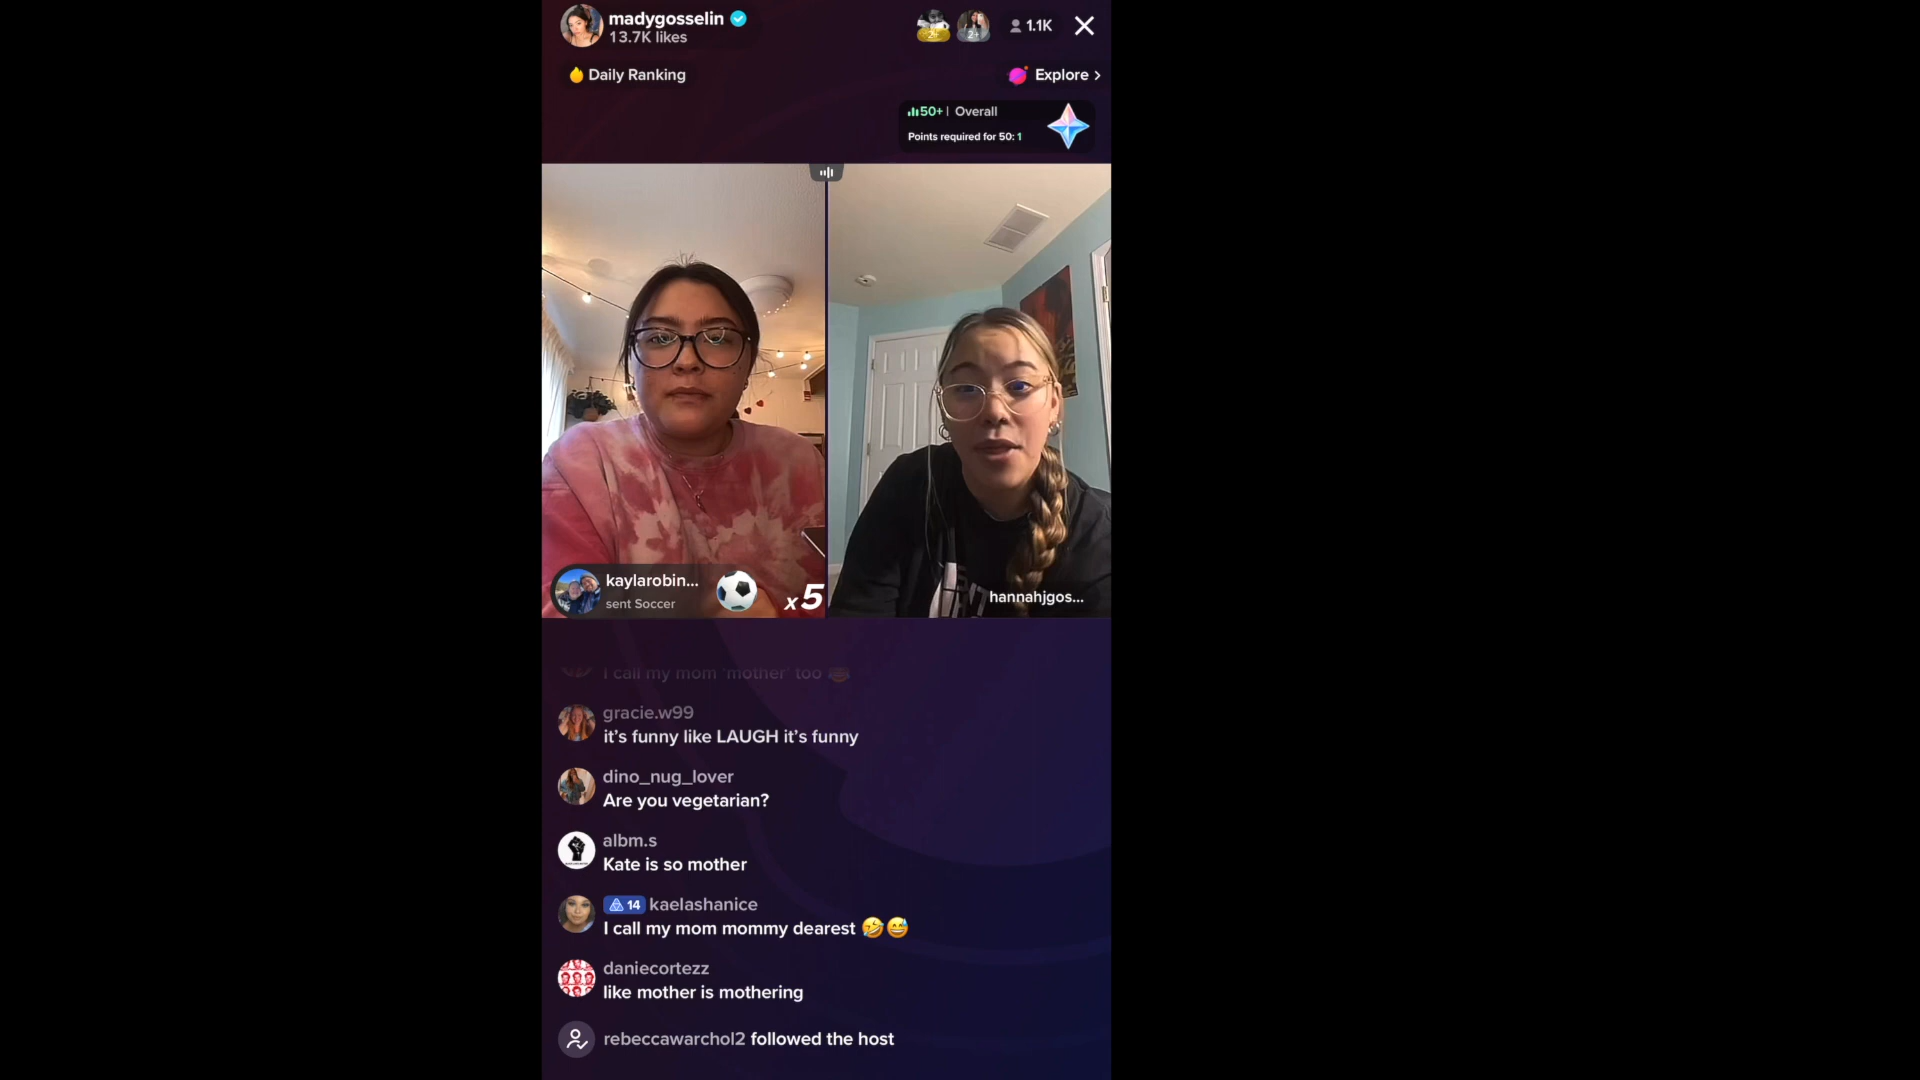 madygosselin
13.7K likes
2+
2+
1.1K
Daily Ranking
Explore >
50+ | Overall
Points required for 50: 1
kaylarobin...
sent Soccer
x5
hannahjgos...
I call my mom 'mother' too
gracie.w99
it's funny like LAUGH it's funny
dino_nug_lover
Are you vegetarian?
albm.s
Kate is so mother
14 kaelashanice
I call my mom mommy dearest 🤣😅
daniecortezz
like mother is mothering
rebeccawarchol2 followed the host